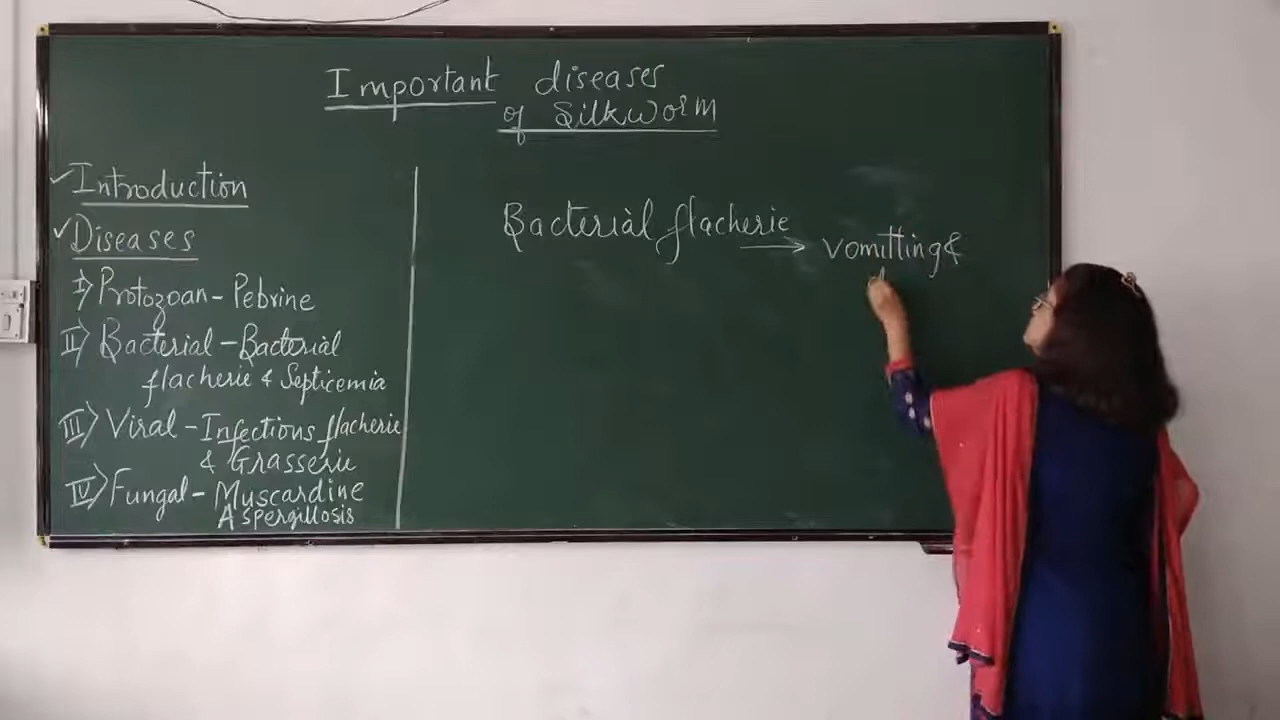 Important diseases
of Silkworm
✓Introduction
✓Diseases
I) Protozoan - Pebrine
II) Bacterial - Bacterial
flacherie & Septicemia
III) Viral - Infections flacherie
& Grasserie
IV) Fungal - Muscardine
Aspergillosis
Bacterial flacherie → vomitting &